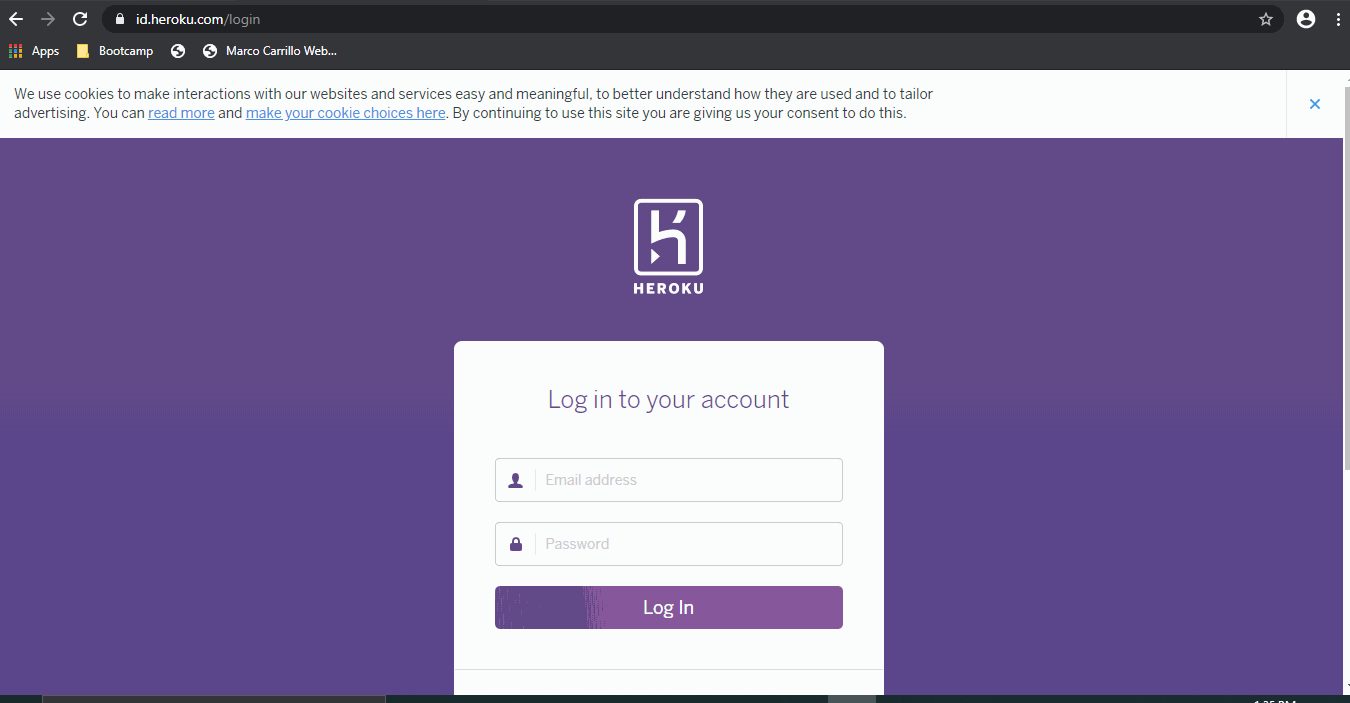 id.heroku.com/login
Apps Bootcamp Marco Carrillo Web...
We use cookies to make interactions with our websites and services easy and meaningful, to better understand how they are used and to tailor
advertising. You can read more and make your cookie choices here. By continuing to use this site you are giving us your consent to do this.
HEROKU
Log in to your account
Email address
Password
Log In